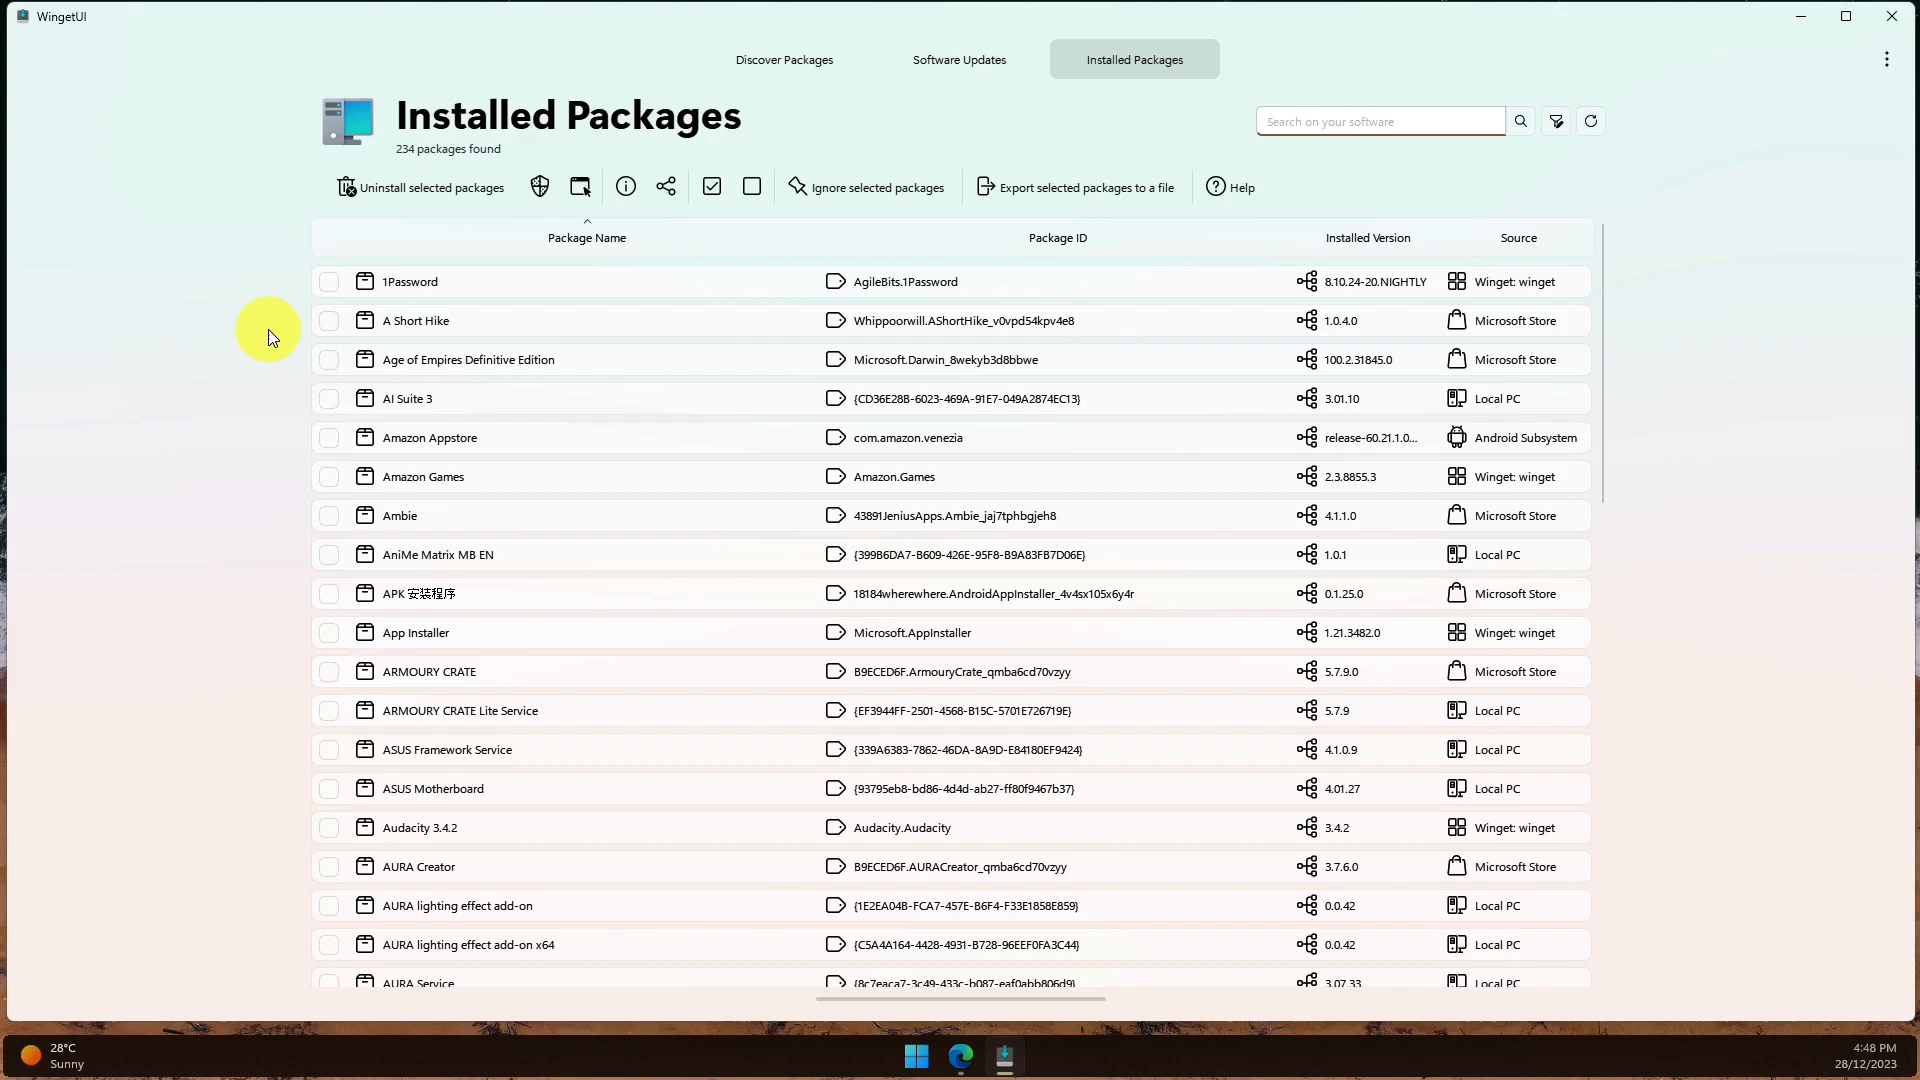 WingetUI
Discover Packages
Software Updates
Installed Packages
Installed Packages
234 packages found
Search on your software
Uninstall selected packages
Ignore selected packages
Export selected packages to a file
Help
Package Name Package ID Installed Version Source
1Password AgileBits.1Password 8.10.24-20.NIGHTLY Winget: winget
A Short Hike Whippoorwill.AShortHike_v0vpd54kpv4e8 1.0.4.0 Microsoft Store
Age of Empires Definitive Edition Microsoft.Darwin_8wekyb3d8bbwe 100.2.31845.0 Microsoft Store
AI Suite 3 {CD36E28B-6023-469A-91E7-049A2874EC13} 3.01.10 Local PC
Amazon Appstore com.amazon.venezia release-60.21.1.0... Android Subsystem
Amazon Games Amazon.Games 2.3.8855.3 Winget: winget
Ambie 43891JeniusApps.Ambie_jaj7tphbgjeh8 4.1.1.0 Microsoft Store
AniMe Matrix MB EN {399B6DA7-B609-426E-95F8-B9A83FB7D06E} 1.0.1 Local PC
APK 安装程序 18184wherewhere.AndroidAppInstaller_4v4sx105x6y4r 0.1.25.0 Microsoft Store
App Installer Microsoft.AppInstaller 1.21.3482.0 Winget: winget
ARMOURY CRATE B9ECED6F.ArmouryCrate_qmba6cd70vzyy 5.7.9.0 Microsoft Store
ARMOURY CRATE Lite Service {EF3944FF-2501-4568-B15C-5701E726719E} 5.7.9 Local PC
ASUS Framework Service {339A6383-7862-46DA-8A9D-E84180EF9424} 4.1.0.9 Local PC
ASUS Motherboard {93795eb8-bd86-4d4d-ab27-ff80f9467b37} 4.01.27 Local PC
Audacity 3.4.2 Audacity.Audacity 3.4.2 Winget: winget
AURA Creator B9ECED6F.AURACreator_qmba6cd70vzyy 3.7.6.0 Microsoft Store
AURA lighting effect add-on {1E2EA04B-FCA7-457E-B6F4-F33E1858E859} 0.0.42 Local PC
AURA lighting effect add-on x64 {C5A4A164-4428-4931-B728-96EEF0FA3C44} 0.0.42 Local PC
AURA Service {8c7eaca7-3c49-433c-b087-eaf0abb806d9} 3.07.33 Local PC
28°C
Sunny
4:48 PM
28/12/2023